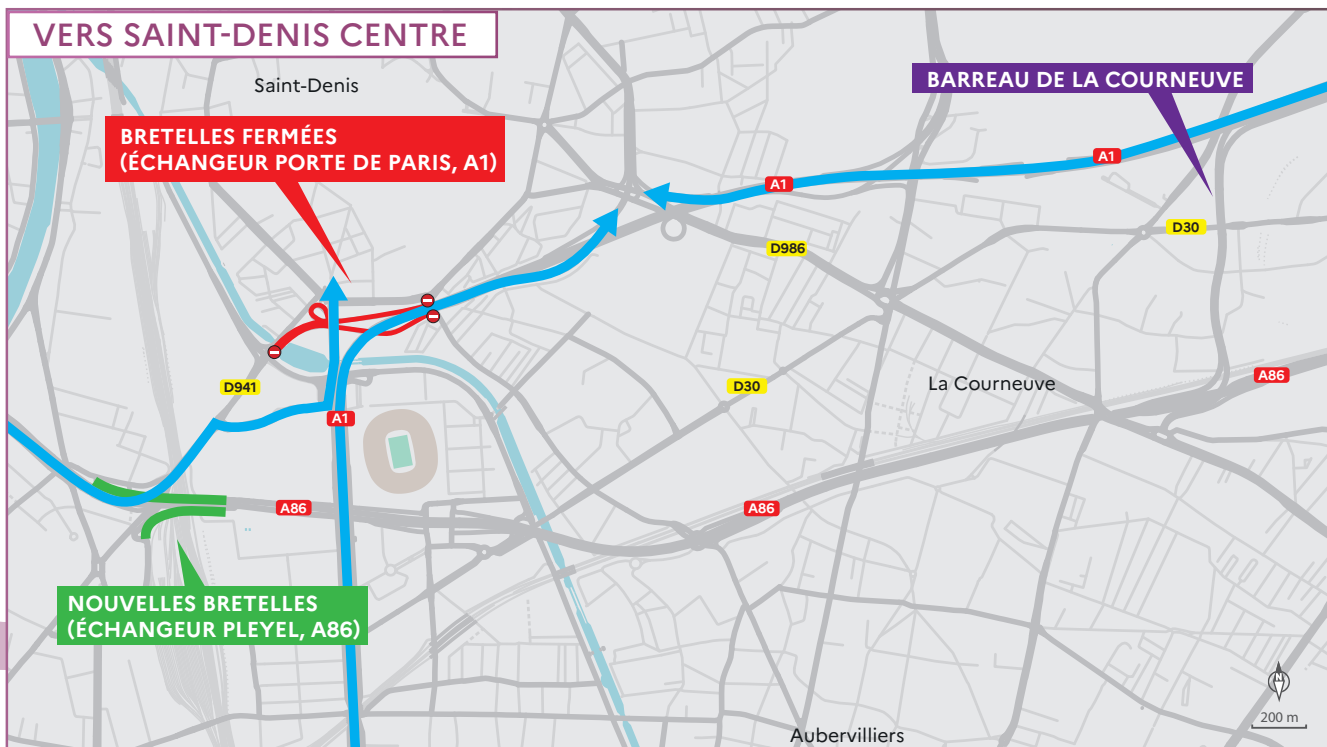 VERS SAINT-DENIS CENTRE
Saint-Denis
BARREAU DE LA COURNEUVE
BRETELLES FERMÉES
(ÉCHANGEUR PORTE DE PARIS, A1)
A1
A1
D30
D986
D941
D30
La Courneuve
A86
A1
A86
A86
NOUVELLES BRETELLES
(ÉCHANGEUR PLEYEL, A86)
N
200 m
Aubervilliers